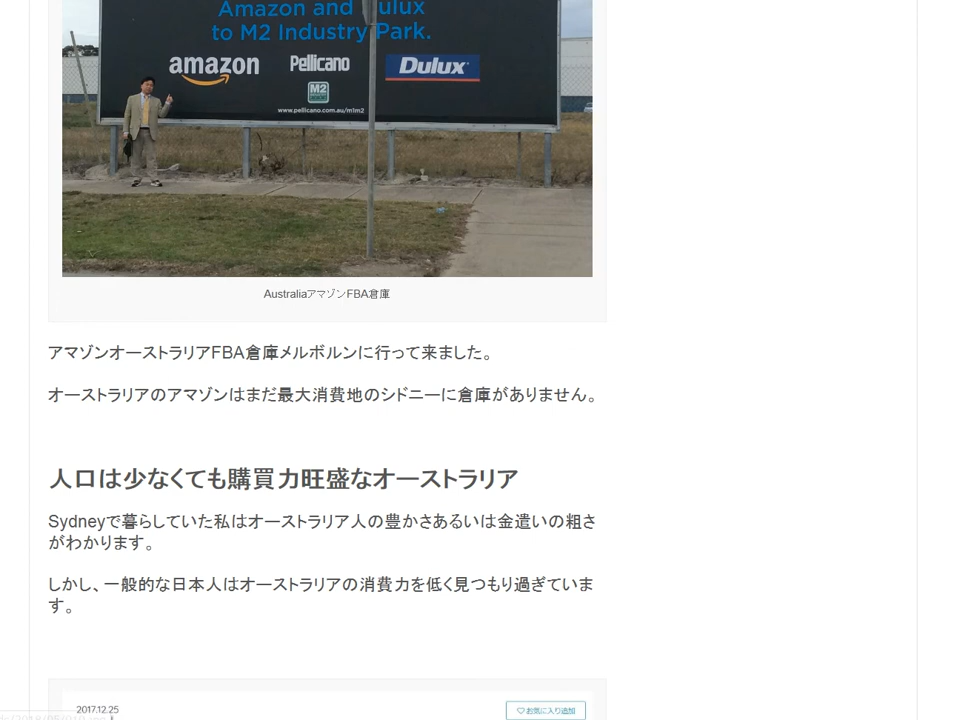 Amazon and Dulux
to M2 Industry Park.
amazon Pellicano Dulux
M2
www.pellicano.com.au/m1m2
AustraliaアマゾンFBA倉庫
アマゾンオーストラリアFBA倉庫メルボルンに行って来ました。
オーストラリアのアマゾンはまだ最大消費地のシドニーに倉庫がありません。
人口は少なくても購買力旺盛なオーストラリア
Sydneyで暮らしていた私はオーストラリア人の豊かさあるいは金遣いの粗さ
がわかります。
しかし、一般的な日本人はオーストラリアの消費力を低く見つもり過ぎていま
す。
2017.12.25
♡お気に入り追加